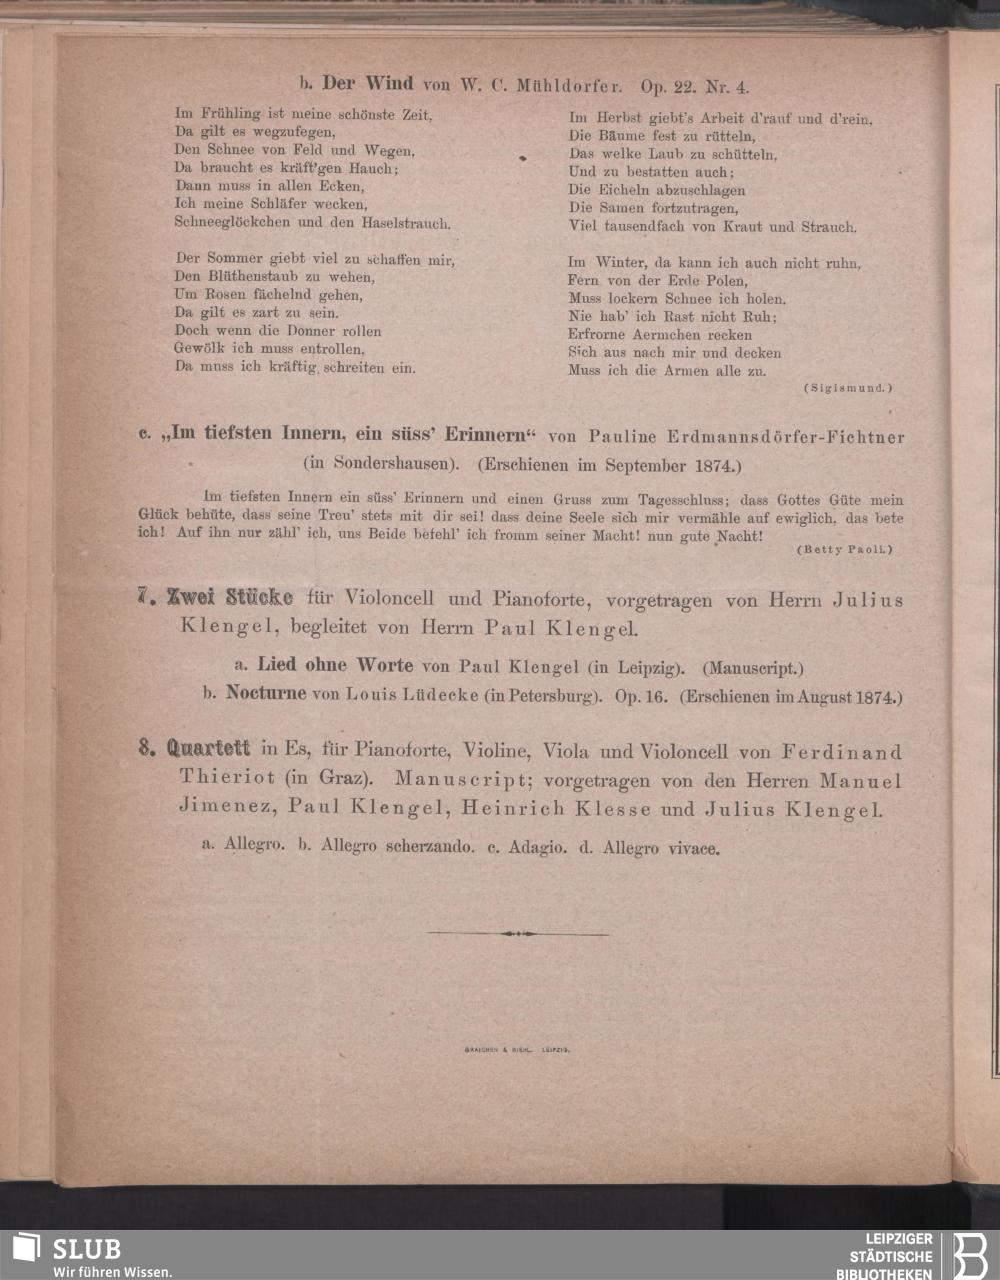 b. Der Wind von W. C. Mühldorfer. Op. 22. Nr. 4.
Im Frühling ist meine schönste Zeit,
Da gilt es wegzufegen,
Den Schnee von Feld und Wegen,
Da braucht es kräft'gen Hauch;
Dann muss in allen Ecken,
Ich meine Schläfer wecken,
Schneeglöckchen und den Haselstrauch.
Der Sommer giebt viel zu schaffen mir,
Den Blüthenstaub zu wehen,
Um Rosen fächelnd gehen,
Da gilt es zart zu sein.
Doch wenn die Donner rollen
Gewölk ich muss entrollen,
Da muss ich kräftig schreiten ein.
Im Herbst giebt's Arbeit d'rauf und d'rein,
Die Bäume fest zu rütteln,
Das welke Laub zu schütteln,
Und zu bestatten auch;
Die Eicheln abzuschlagen
Die Samen fortzutragen,
Viel tausendfach von Kraut und Strauch.
Im Winter, da kann ich auch nicht ruhn,
Fern von der Erde Polen,
Muss lockern Schnee ich holen.
Nie hab' ich Rast nicht Ruh;
Erfrorne Aermchen recken
Sich aus nach mir und decken
Muss ich die Armen alle zu.
(Sigismund.)
c. „Im tiefsten Innern, ein süss' Erinnern“ von Pauline Erdmannsdörfer-Fichtner
(in Sondershausen). (Erschienen im September 1874.)
Im tiefsten Innern ein süss' Erinnern und einen Gruss zum Tagesschluss; dass Gottes Güte mein
Glück behüte, dass seine Treu' stets mit dir sei! dass deine Seele sich mir vermähle auf ewiglich, das bete
ich! Auf ihn nur zähl' ich, uns Beide befehl' ich fromm seiner Macht! nun gute Nacht!
(Betty Paoli.)
7. Zwei Stücke für Violoncell und Pianoforte, vorgetragen von Herrn Julius
Klengel, begleitet von Herrn Paul Klengel.
a. Lied ohne Worte von Paul Klengel (in Leipzig). (Manuscript.)
b. Nocturne von Louis Lüdecke (in Petersburg). Op. 16. (Erschienen im August 1874.)
8. Quartett in Es, für Pianoforte, Violine, Viola und Violoncell von Ferdinand
Thieriot (in Graz). Manuscript; vorgetragen von den Herren Manuel
Jimenez, Paul Klengel, Heinrich Klesse und Julius Klengel.
a. Allegro. b. Allegro scherzando. c. Adagio. d. Allegro vivace.
GRAICHEN & RIEHL. LEIPZIG.
SLUB
Wir führen Wissen.
LEIPZIGER
STÄDTISCHE
BIBLIOTHEKEN